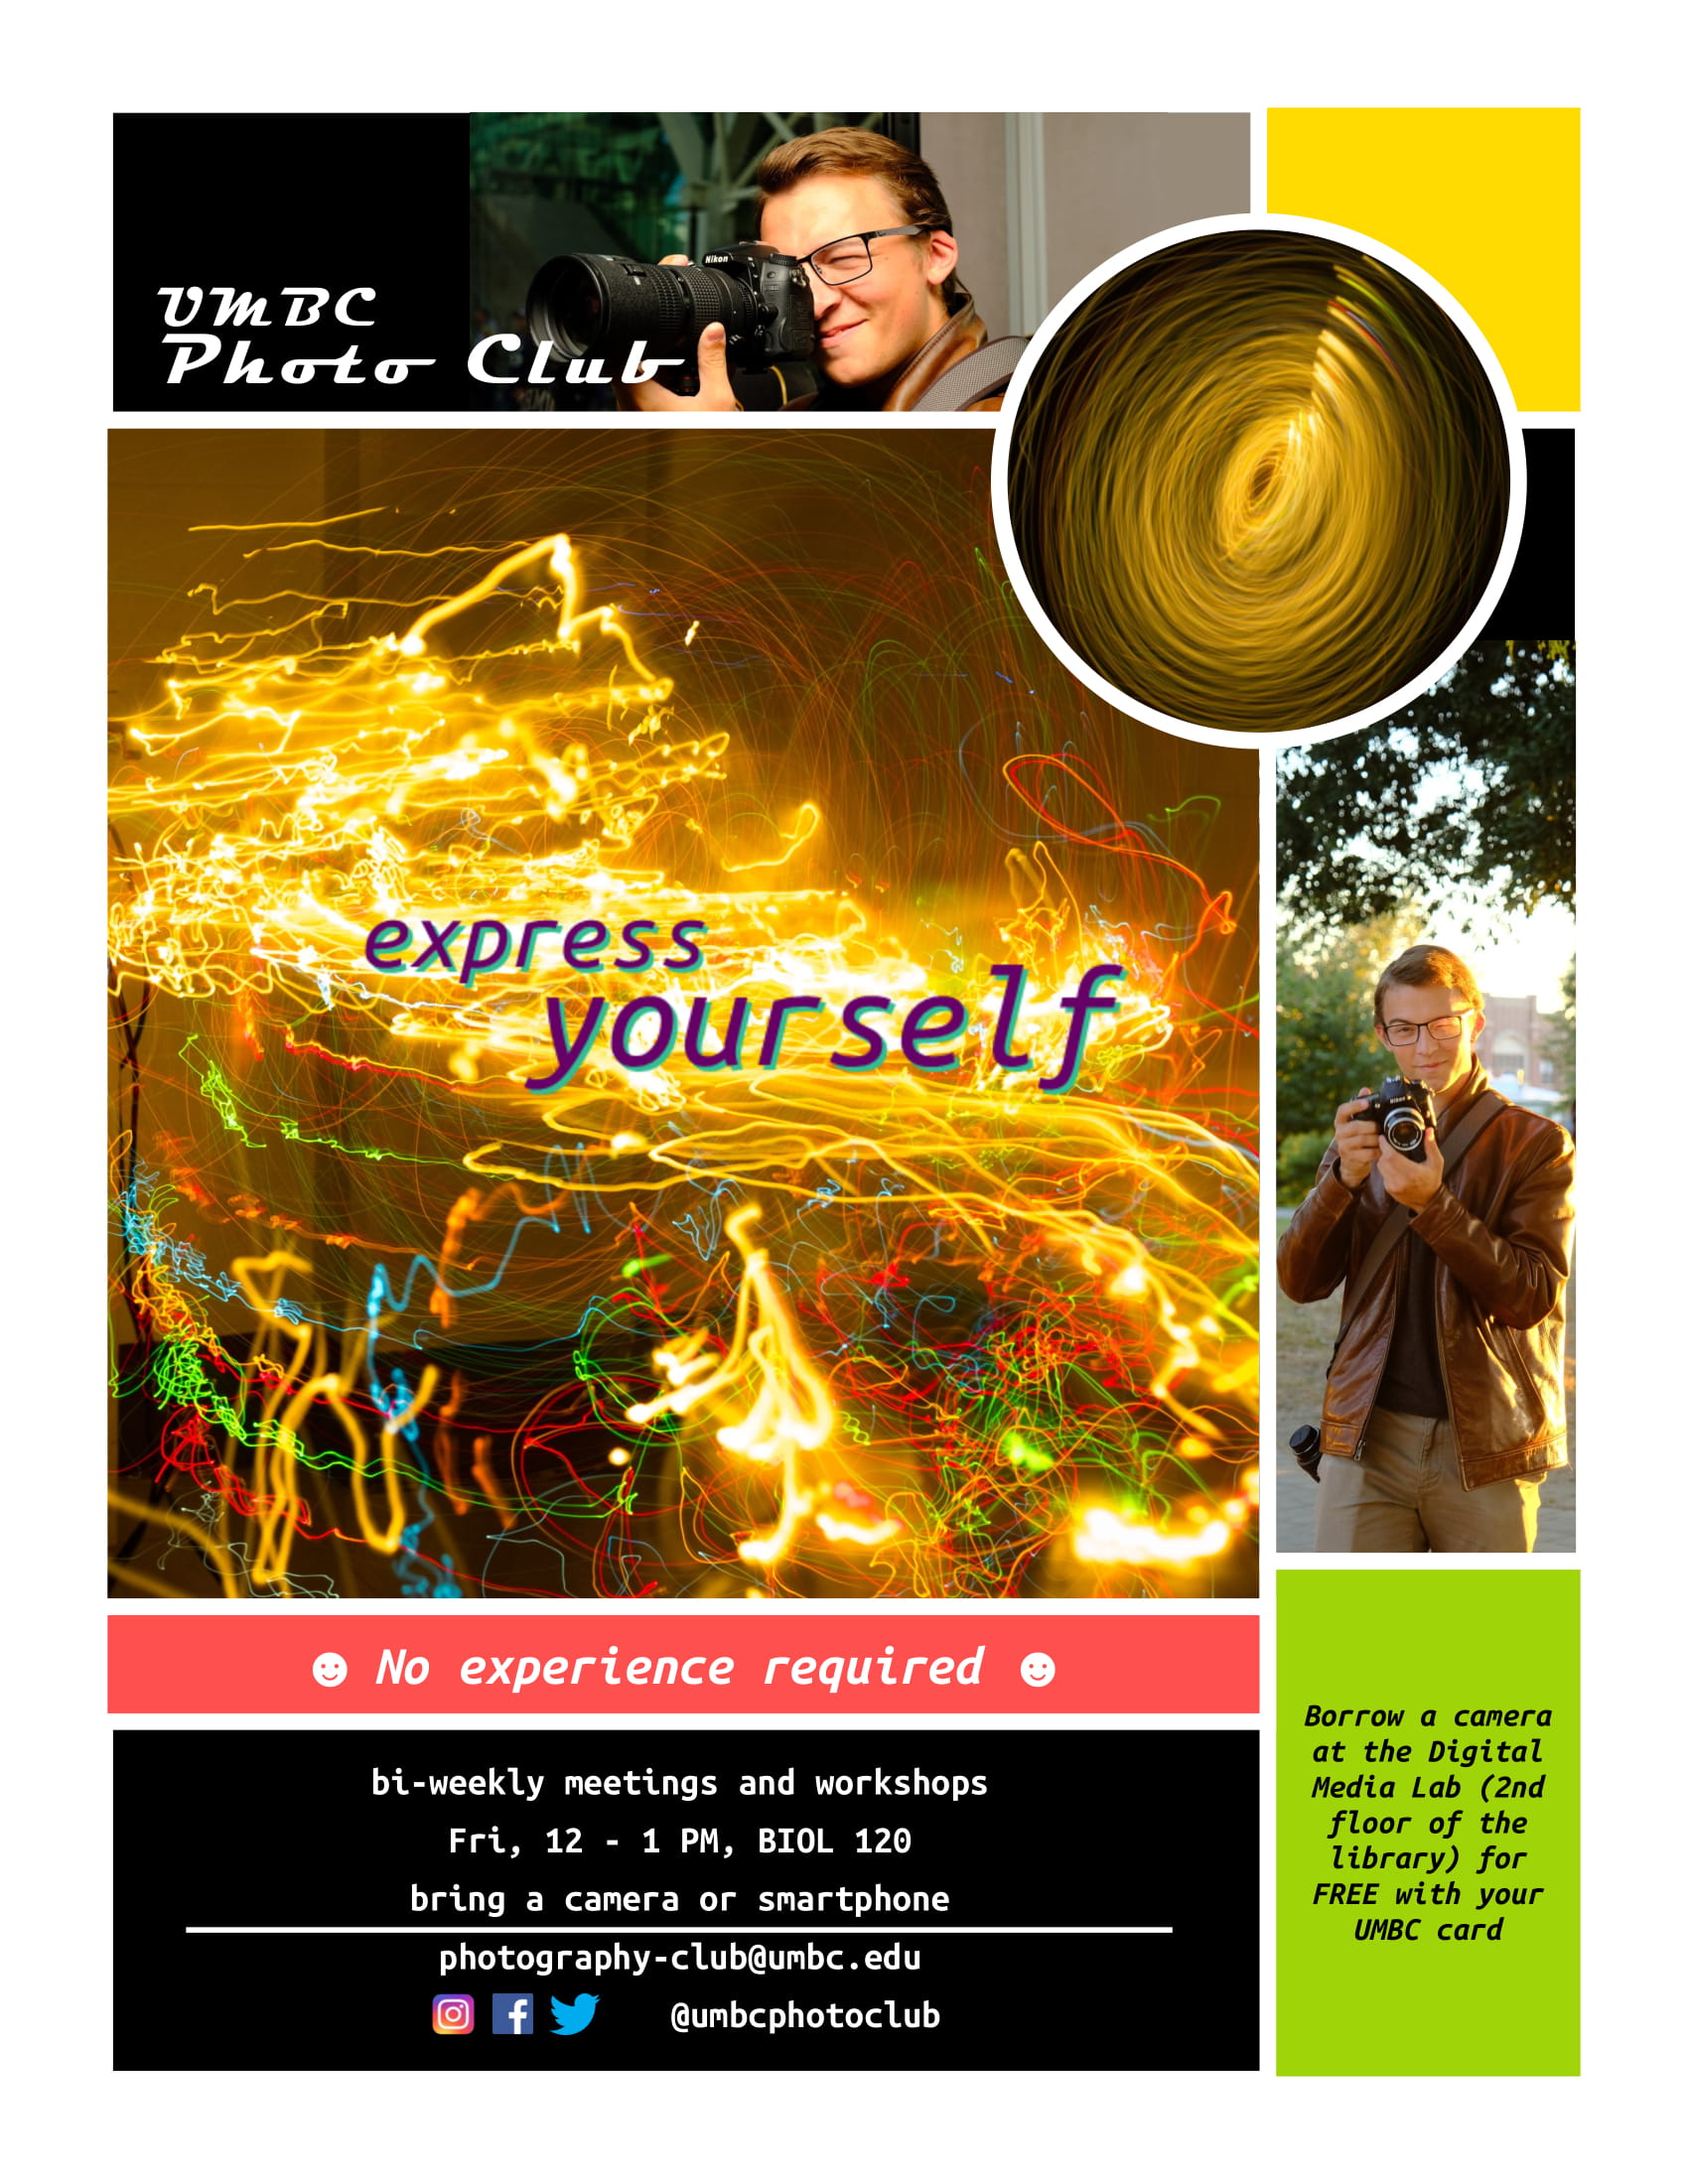 UMBC
Photo Club
Nikon
express
yourself
Nikon
☻ No experience required ☻
bi-weekly meetings and workshops
Fri, 12 - 1 PM, BIOL 120
bring a camera or smartphone
photography-club@umbc.edu
@umbcphotoclub
Borrow a camera
at the Digital
Media Lab (2nd
floor of the
library) for
FREE with your
UMBC card